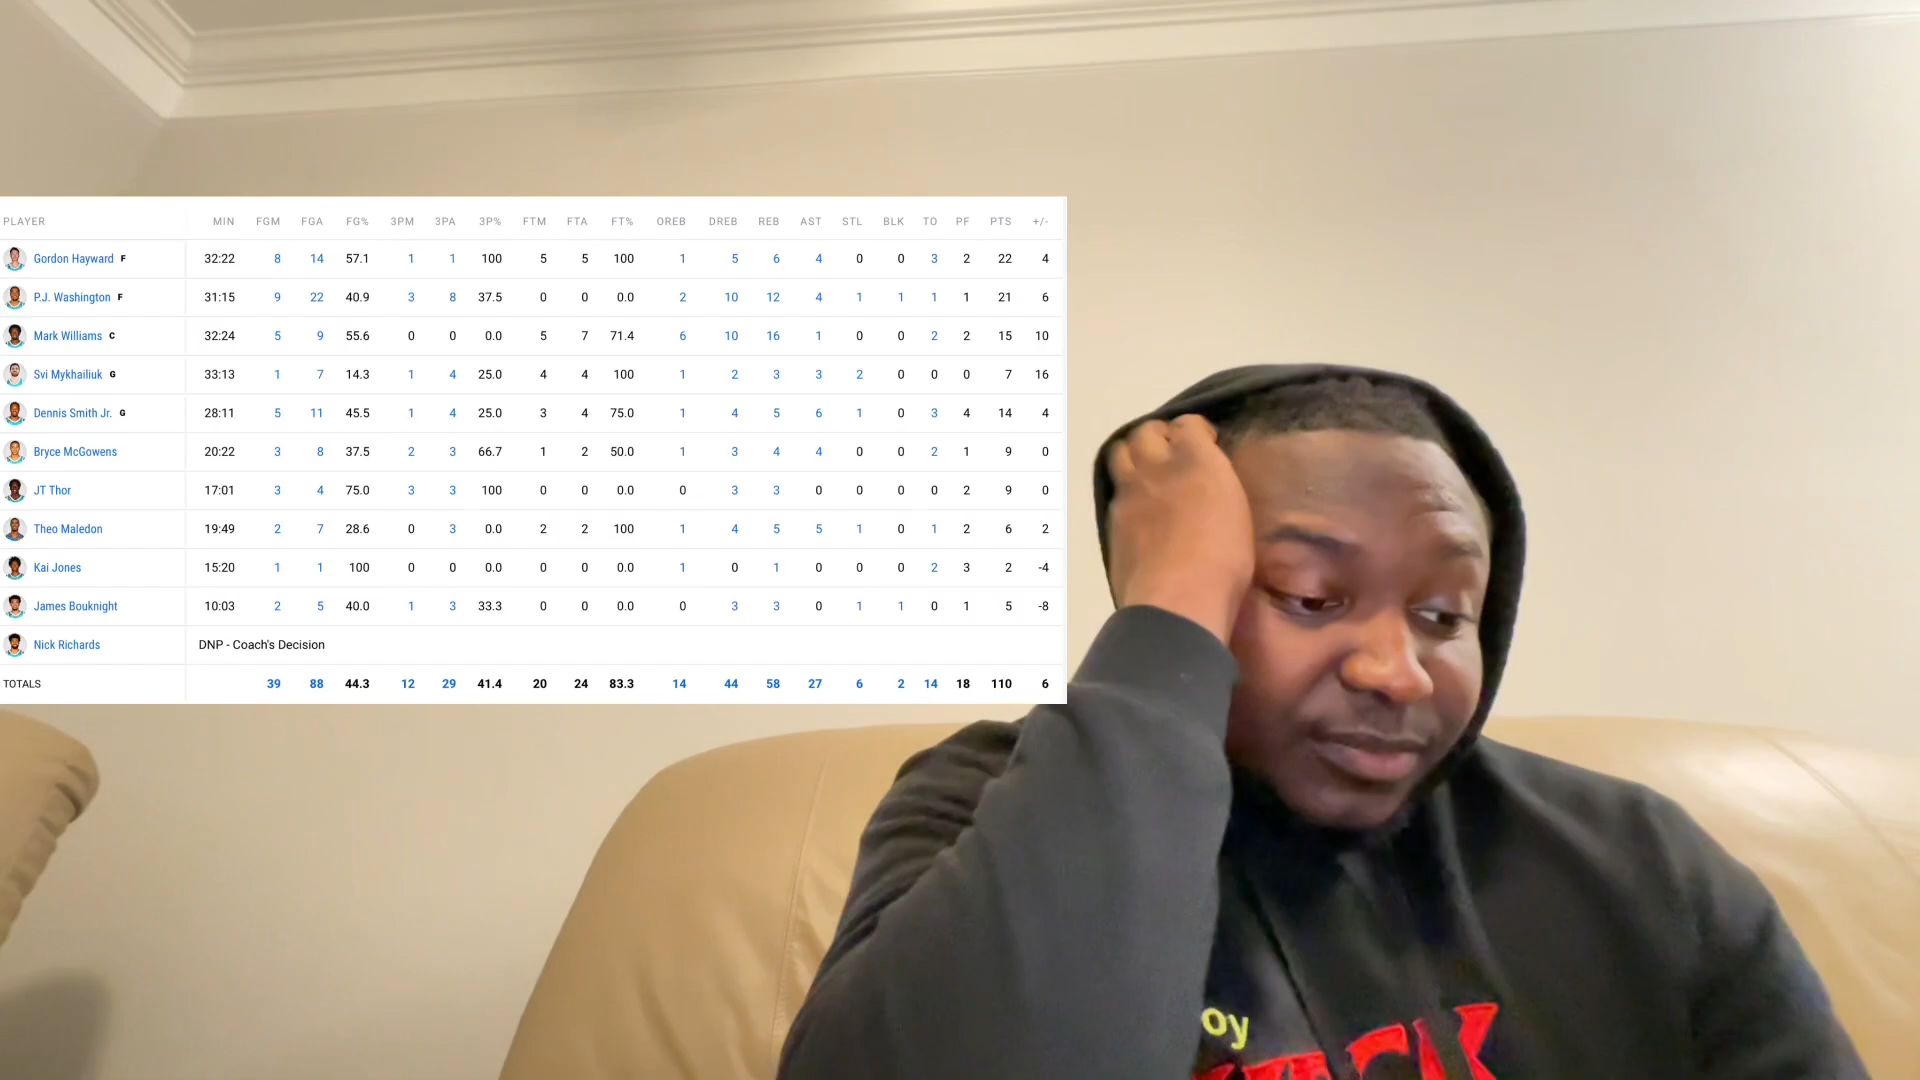 PLAYER MIN FGM FGA FG% 3PM 3PA 3P% FTM FTA FT% OREB DREB REB AST STL BLK TO PF PTS +/-
Gordon Hayward F 32:22 8 14 57.1 1 1 100 5 5 100 1 5 6 4 0 0 3 2 22 4
P.J. Washington F 31:15 9 22 40.9 3 8 37.5 0 0 0.0 2 10 12 4 1 1 1 1 21 6
Mark Williams C 32:24 5 9 55.6 0 0 0.0 5 7 71.4 6 10 16 1 0 0 2 2 15 10
Svi Mykhailiuk G 33:13 1 7 14.3 1 4 25.0 4 4 100 1 2 3 3 2 0 0 0 7 16
Dennis Smith Jr. G 28:11 5 11 45.5 1 4 25.0 3 4 75.0 1 4 5 6 1 0 3 4 14 4
Bryce McGowens 20:22 3 8 37.5 2 3 66.7 1 2 50.0 1 3 4 4 0 0 2 1 9 0
JT Thor 17:01 3 4 75.0 3 3 100 0 0 0.0 0 3 3 0 0 0 0 2 9 0
Theo Maledon 19:49 2 7 28.6 0 3 0.0 2 2 100 1 4 5 5 1 0 1 2 6 2
Kai Jones 15:20 1 1 100 0 0 0.0 0 0 0.0 1 0 1 0 0 0 2 3 2 -4
James Bouknight 10:03 2 5 40.0 1 3 33.3 0 0 0.0 0 3 3 0 1 1 0 1 5 -8
Nick Richards DNP - Coach's Decision
TOTALS 39 88 44.3 12 29 41.4 20 24 83.3 14 44 58 27 6 2 14 18 110 6
oy